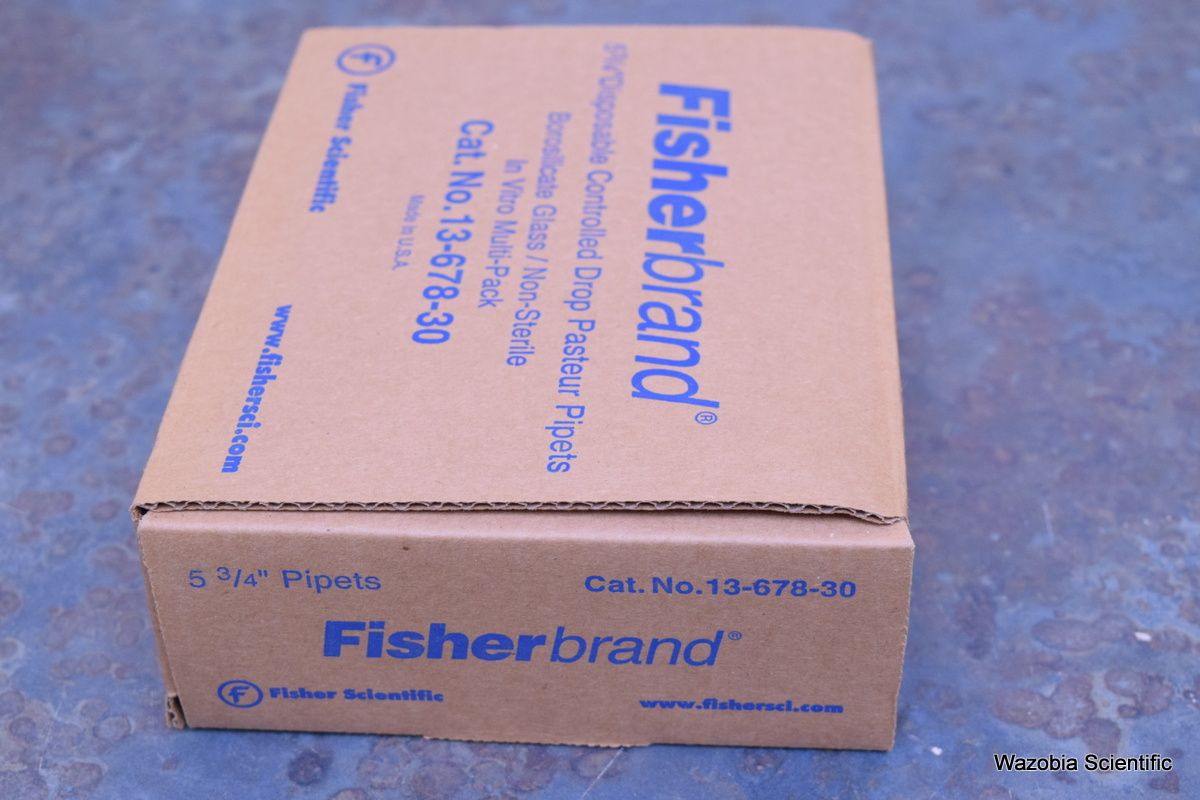 Fisherbrand®
5¾" Disposable Controlled Drop Pasteur Pipets
Borosilicate Glass / Non-Sterile
In Vitro Multi-Pack
Cat. No. 13-678-30
Made in U.S.A.
Fisher Scientific
www.fishersci.com
5 3/4" Pipets
Cat. No. 13-678-30
Fisherbrand®
Fisher Scientific
www.fishersci.com
Wazobia Scientific